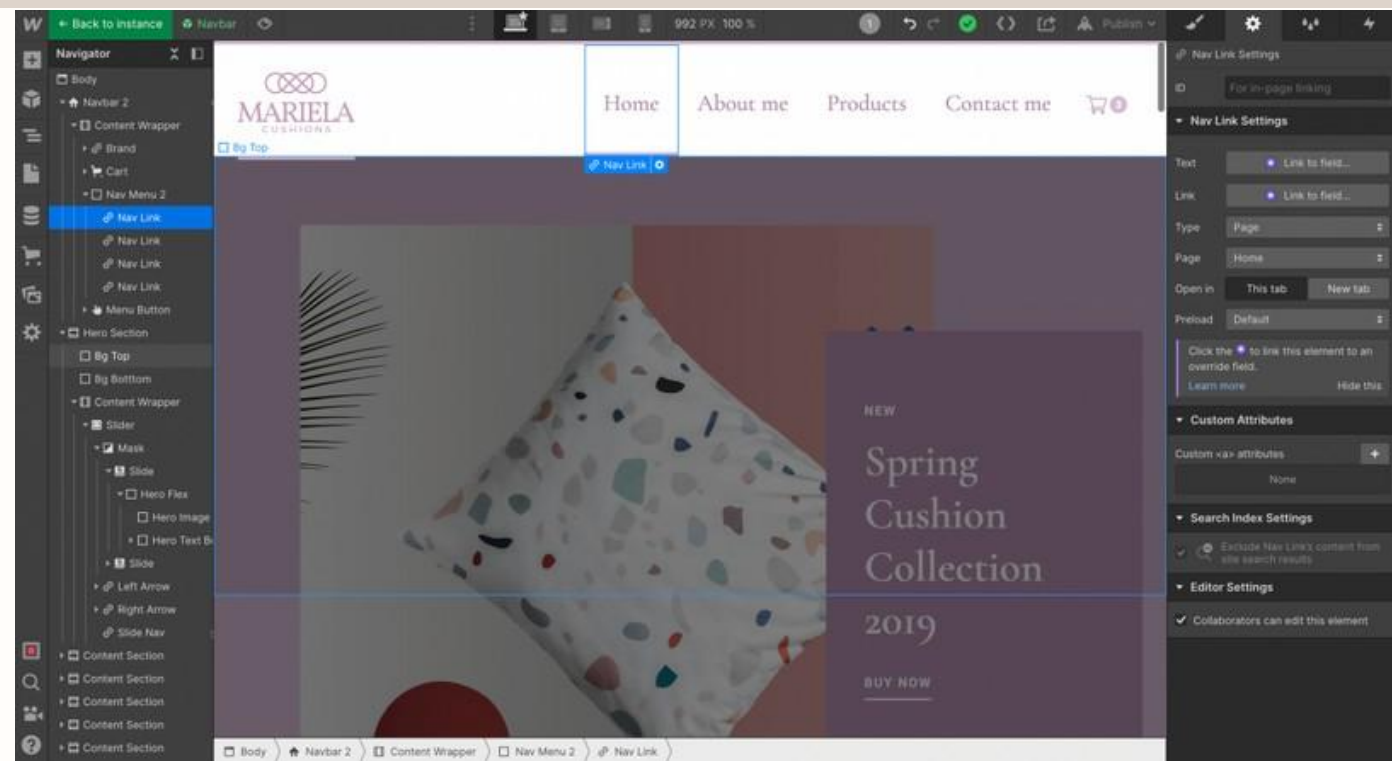 ← Back to instance
Navbar
992 PX 100 %
1
Publish
Navigator
Body
Navbar 2
Content Wrapper
Brand
Cart
Nav Menu 2
Nav Link
Nav Link
Nav Link
Nav Link
Menu Button
Hero Section
Bg Top
Bg Botttom
Content Wrapper
Slider
Mask
Slide
Hero Flex
Hero Image
Hero Text B
Slide
Left Arrow
Right Arrow
Slide Nav
Content Section
Content Section
Content Section
Content Section
Content Section
MARIELA
CUSHIONS
Home
About me
Products
Contact me
3
Bg Top
Nav Link
NEW
Spring
Cushion
Collection
2019
BUY NOW
Body
Navbar 2
Content Wrapper
Nav Menu 2
Nav Link
Nav Link Settings
ID
For in-page linking
Nav Link Settings
Text
Link to field...
Link
Link to field...
Type
Page
Page
Home
Open in
This tab
New tab
Preload
Default
Click the to link this element to an
override field.
Learn more
Hide this
Custom Attributes
Custom <a> attributes
None
Search Index Settings
Exclude Nav Link's content from
site search results
Editor Settings
Collaborators can edit this element